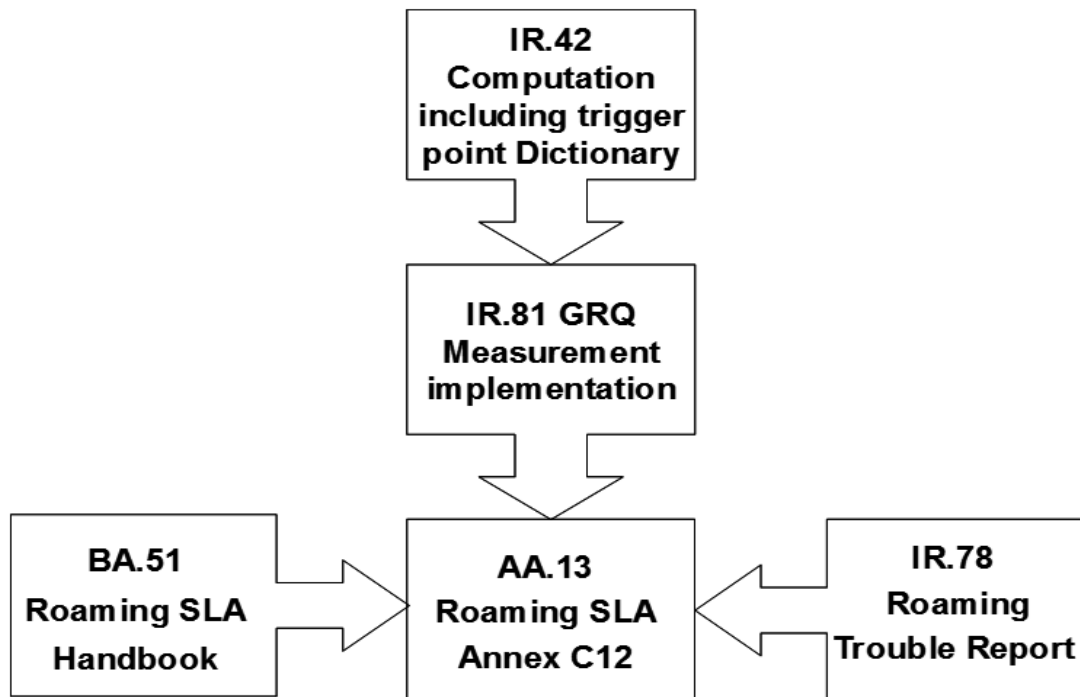 IR.42
Computation
including trigger
point Dictionary
IR.81 GRQ
Measurement
implementation
BA.51
Roaming SLA
Handbook
AA.13
Roaming SLA
Annex C12
IR.78
Roaming
Trouble Report